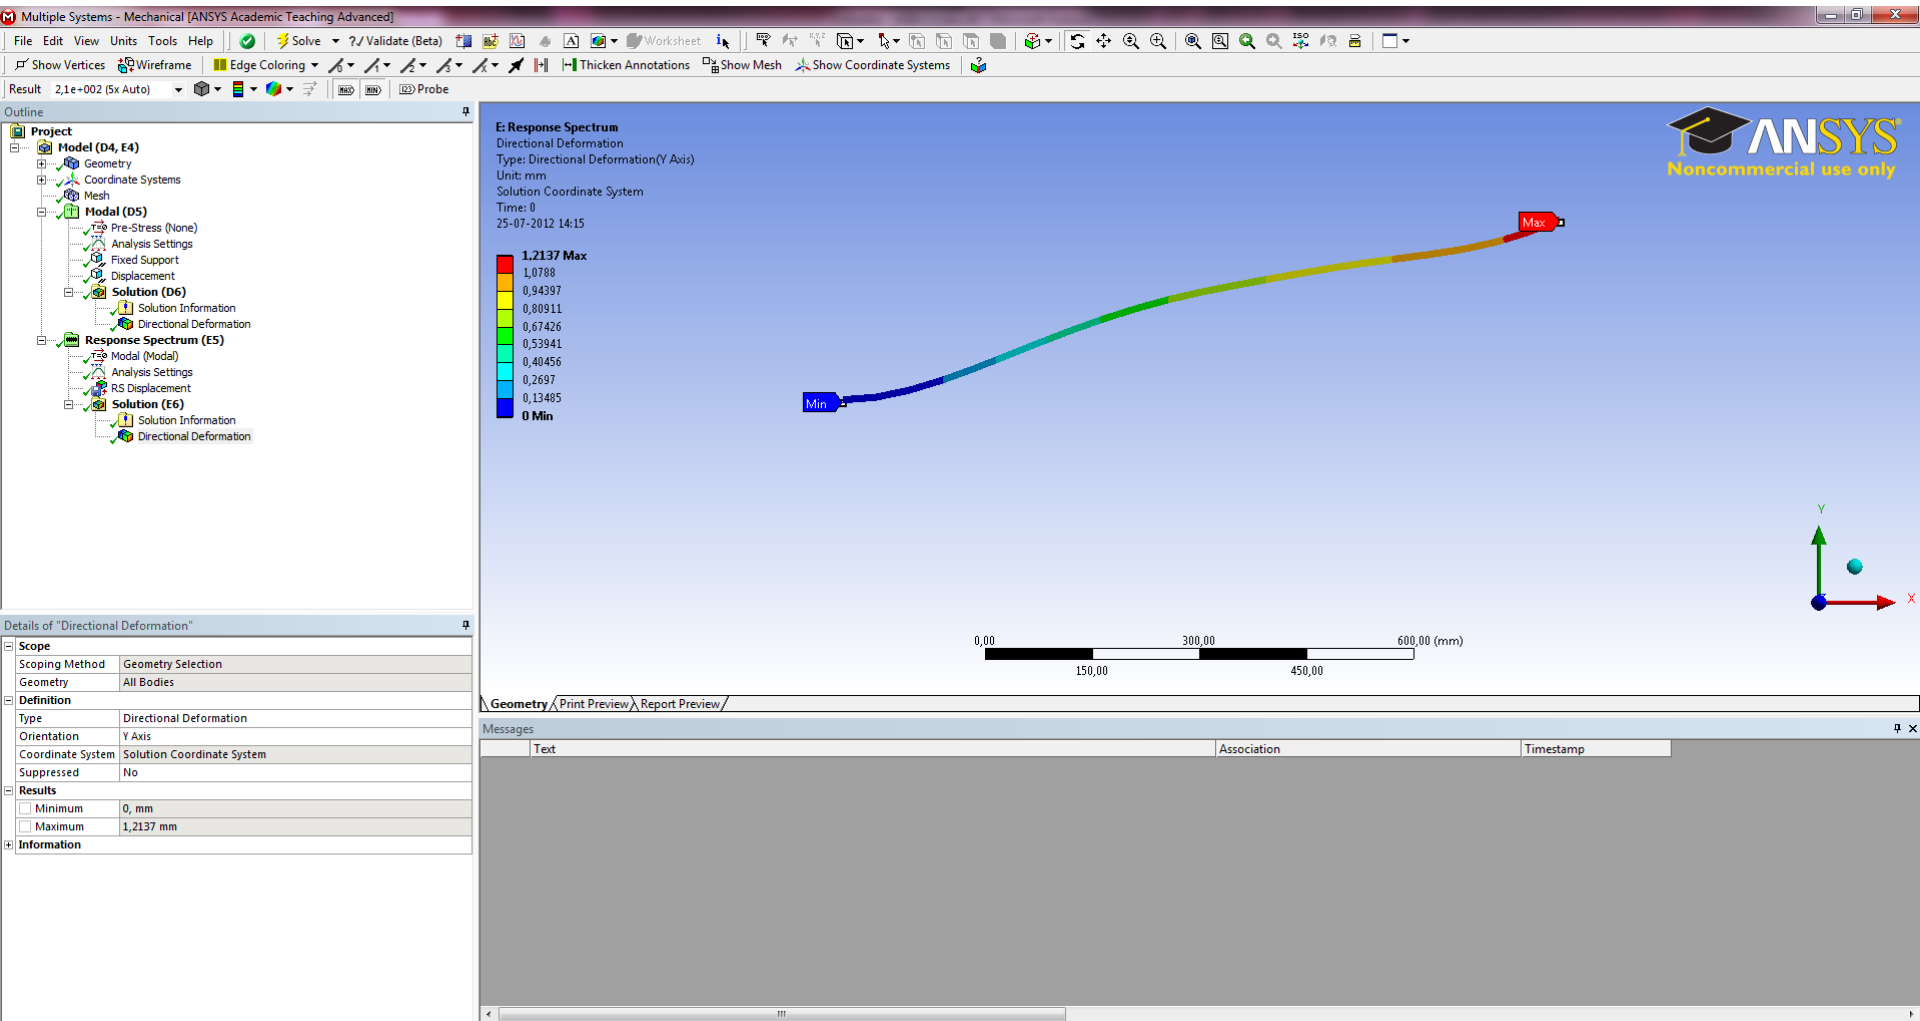 Multiple Systems - Mechanical [ANSYS Academic Teaching Advanced]
File Edit View Units Tools Help Solve ?✓ Validate (Beta) A Worksheet
Show Vertices Wireframe Edge Coloring Thicken Annotations Show Mesh Show Coordinate Systems
Result 2,1e+002 (5x Auto) MAX MIN Probe
Outline
Project
Model (D4, E4)
Geometry
Coordinate Systems
Mesh
Modal (D5)
Pre-Stress (None)
Analysis Settings
Fixed Support
Displacement
Solution (D6)
Solution Information
Directional Deformation
Response Spectrum (E5)
Modal (Modal)
Analysis Settings
RS Displacement
Solution (E6)
Solution Information
Directional Deformation
Details of "Directional Deformation"
Scope
Scoping Method Geometry Selection
Geometry All Bodies
Definition
Type Directional Deformation
Orientation Y Axis
Coordinate System Solution Coordinate System
Suppressed No
Results
Minimum 0, mm
Maximum 1,2137 mm
Information
E: Response Spectrum
Directional Deformation
Type: Directional Deformation(Y Axis)
Unit: mm
Solution Coordinate System
Time: 0
25-07-2012 14:15
1,2137 Max
1,0788
0,94397
0,80911
0,67426
0,53941
0,40456
0,2697
0,13485
0 Min
ANSYS
Noncommercial use only
Max
Min
Y
X
0,00 300,00 600,00 (mm)
150,00 450,00
Geometry Print Preview Report Preview
Messages
Text Association Timestamp